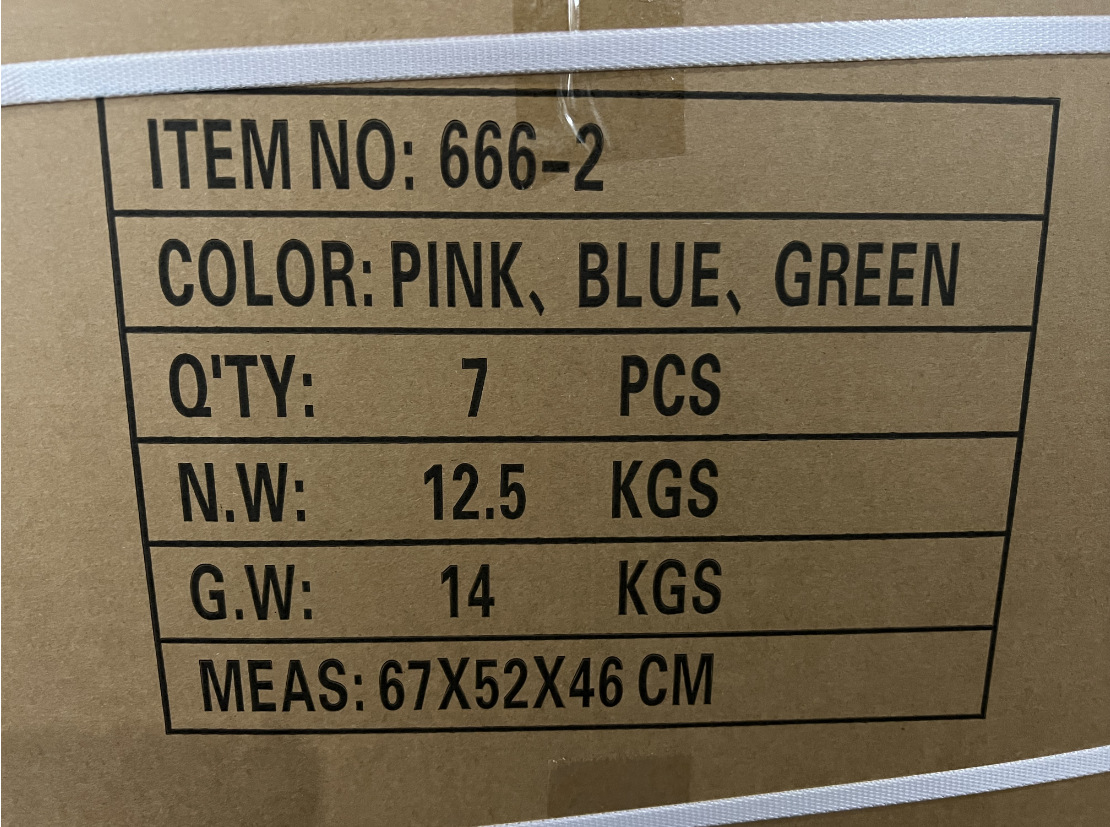 ITEM NO: 666-2
COLOR: PINK、BLUE、GREEN
Q'TY: 7 PCS
N.W: 12.5 KGS
G.W: 14 KGS
MEAS: 67X52X46 CM